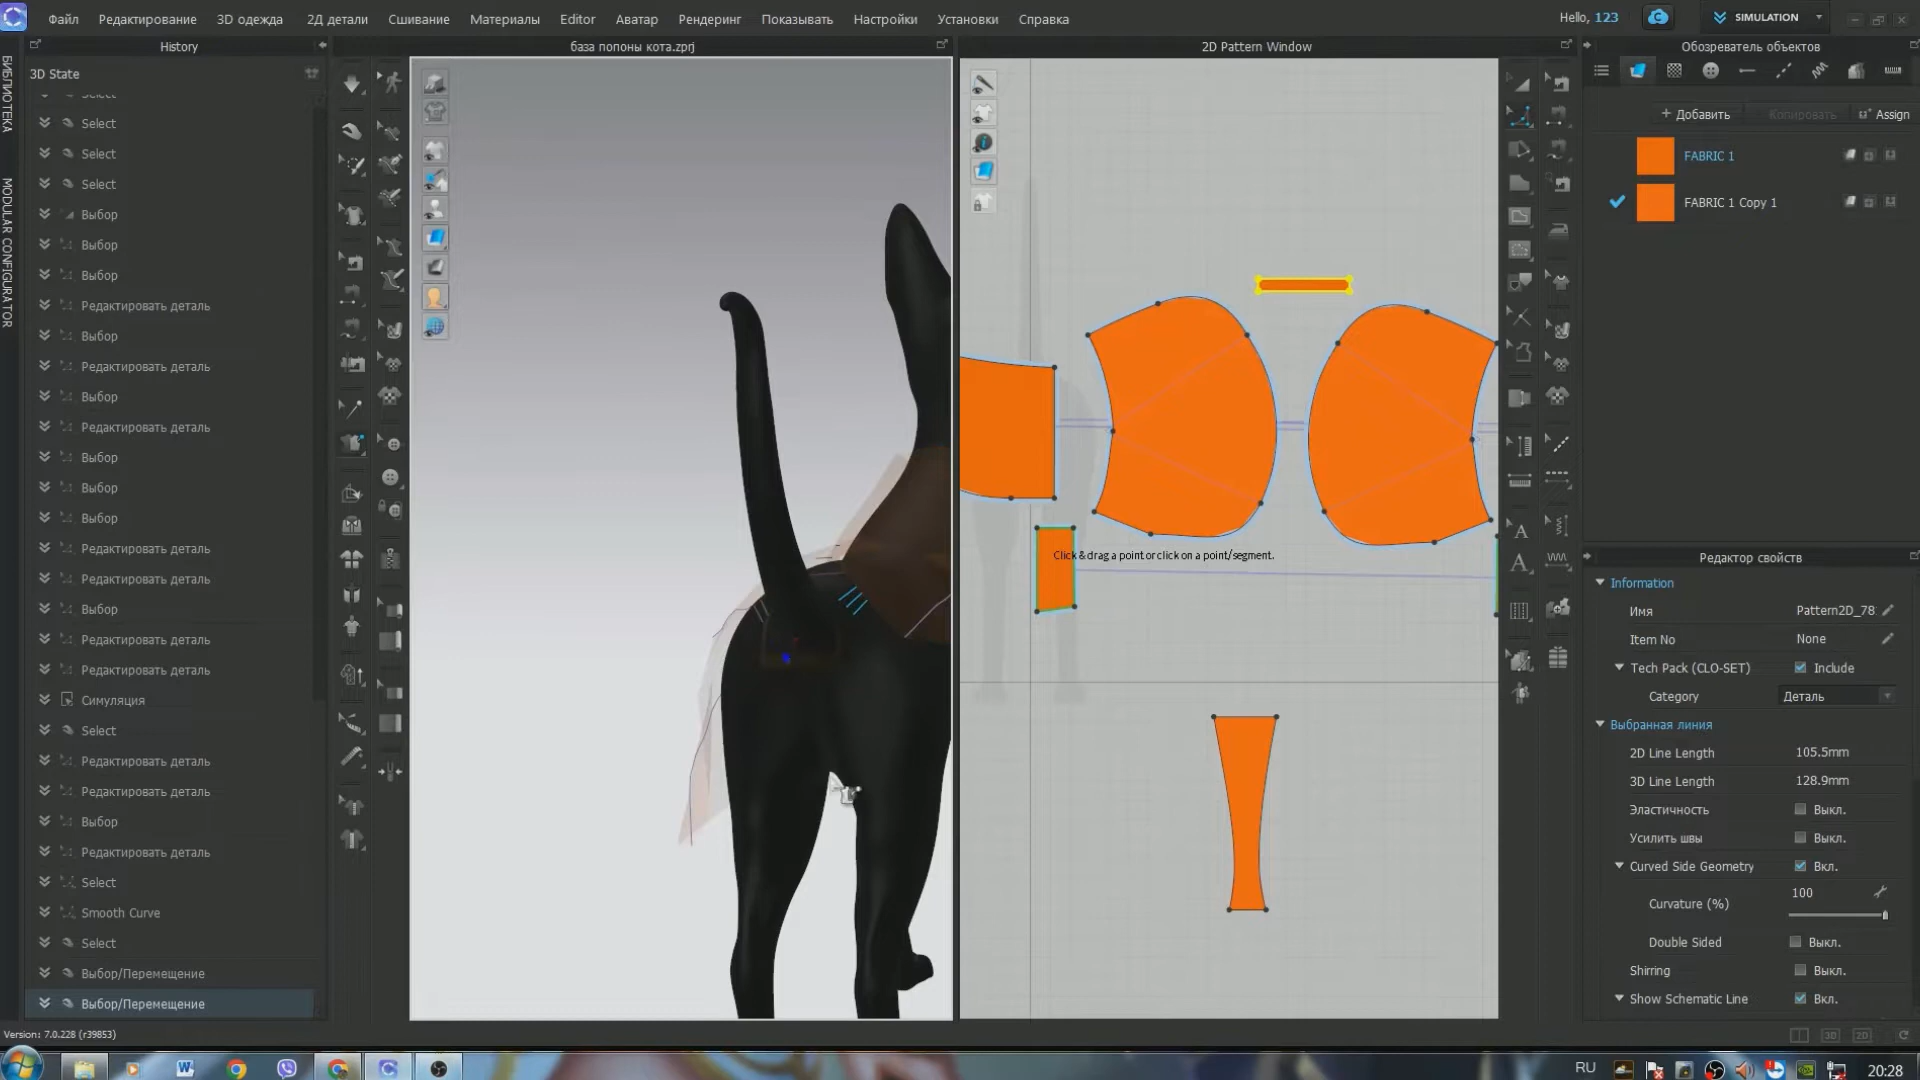 Файл
Редактирование
3D одежда
2Д детали
Сшивание
Материалы
Editor
Аватар
Рендеринг
Показывать
Настройки
Установки
Справка
Hello, 123
SIMULATION
History
база попоны кота.zprj
2D Pattern Window
Обозреватель объектов
БИБЛИОТЕКА
MODULAR CONFIGURATOR
3D State
Select
Select
Select
Select
Выбор
Выбор
Выбор
Редактировать деталь
Выбор
Редактировать деталь
Выбор
Редактировать деталь
Выбор
Выбор
Выбор
Редактировать деталь
Редактировать деталь
Выбор
Редактировать деталь
Редактировать деталь
Симуляция
Select
Редактировать деталь
Редактировать деталь
Выбор
Редактировать деталь
Select
Smooth Curve
Select
Выбор/Перемещение
Выбор/Перемещение
Click & drag a point or click on a point/segment.
+ Добавить
Копировать
Assign
FABRIC 1
FABRIC 1 Copy 1
Редактор свойств
Information
Имя Pattern2D_78
Item No None
Tech Pack (CLO-SET) Include
Category Деталь
Выбранная линия
2D Line Length 105.5mm
3D Line Length 128.9mm
Эластичность Выкл.
Усилить швы Выкл.
Curved Side Geometry Вкл.
100
Curvature (%)
Double Sided Выкл.
Shirring Выкл.
Show Schematic Line Вкл.
Version: 7.0.228 (r39853)
3D
2D
RU
20:28